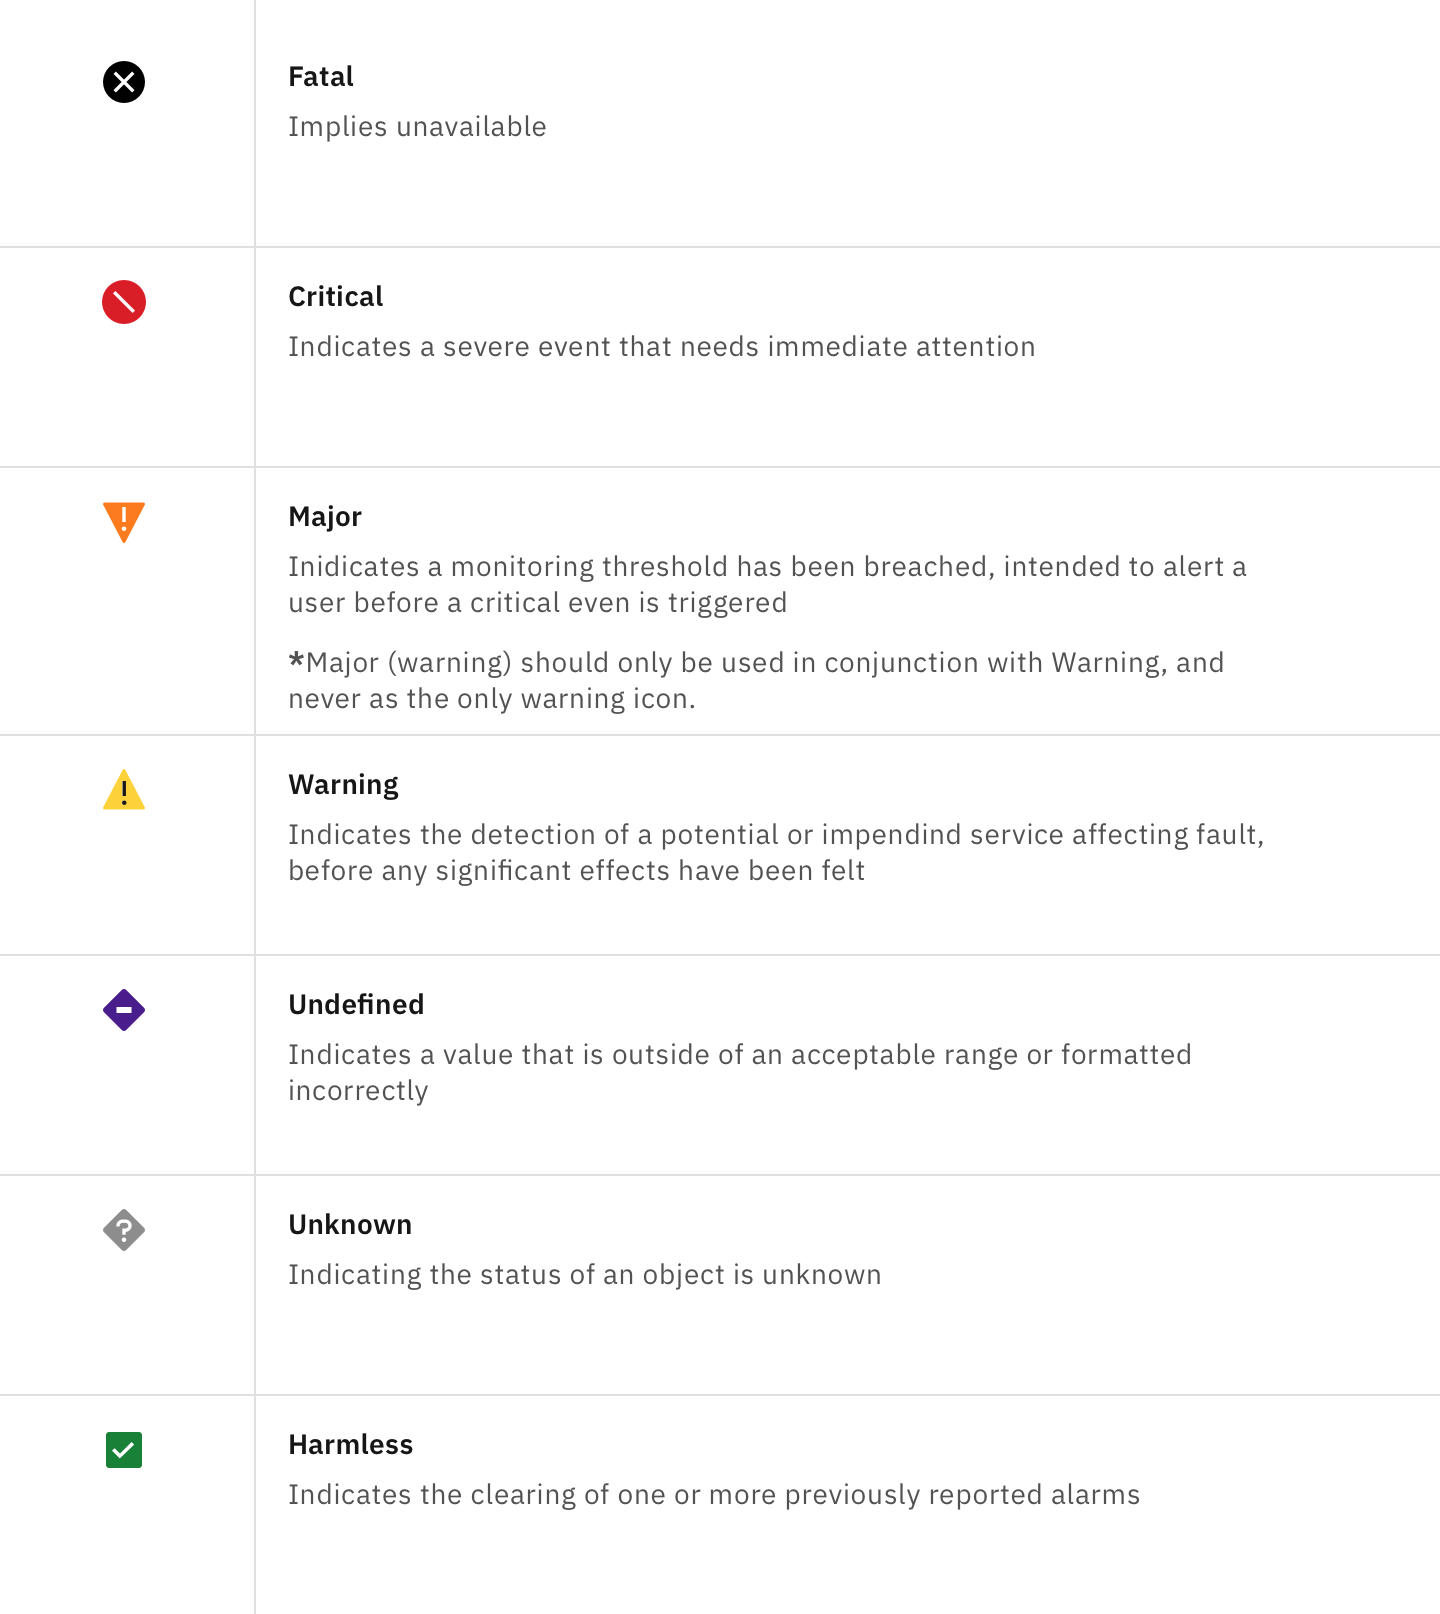 Fatal
Implies unavailable
Critical
Indicates a severe event that needs immediate attention
Major
Inidicates a monitoring threshold has been breached, intended to alert a
user before a critical even is triggered
*Major (warning) should only be used in conjunction with Warning, and
never as the only warning icon.
Warning
Indicates the detection of a potential or impendind service affecting fault,
before any significant effects have been felt
Undefined
Indicates a value that is outside of an acceptable range or formatted
incorrectly
Unknown
Indicating the status of an object is unknown
Harmless
Indicates the clearing of one or more previously reported alarms